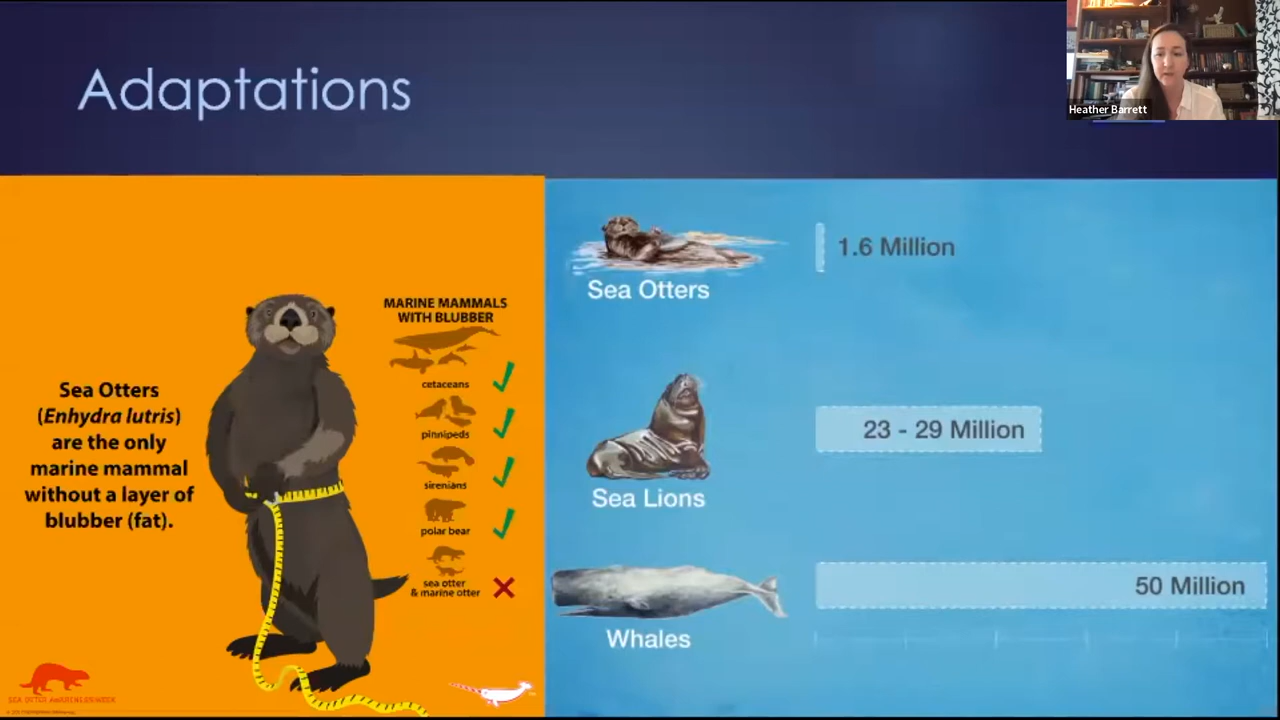 Adaptations
Heather Barrett
Sea Otters
(Enhydra lutris)
are the only
marine mammal
without a layer of
blubber (fat).
MARINE MAMMALS
WITH BLUBBER
cetaceans
pinnipeds
sirenians
polar bear
sea otter
& marine otter
SEA OTTER AWARENESS WEEK
Sea Otters
1.6 Million
Sea Lions
23 - 29 Million
Whales
50 Million